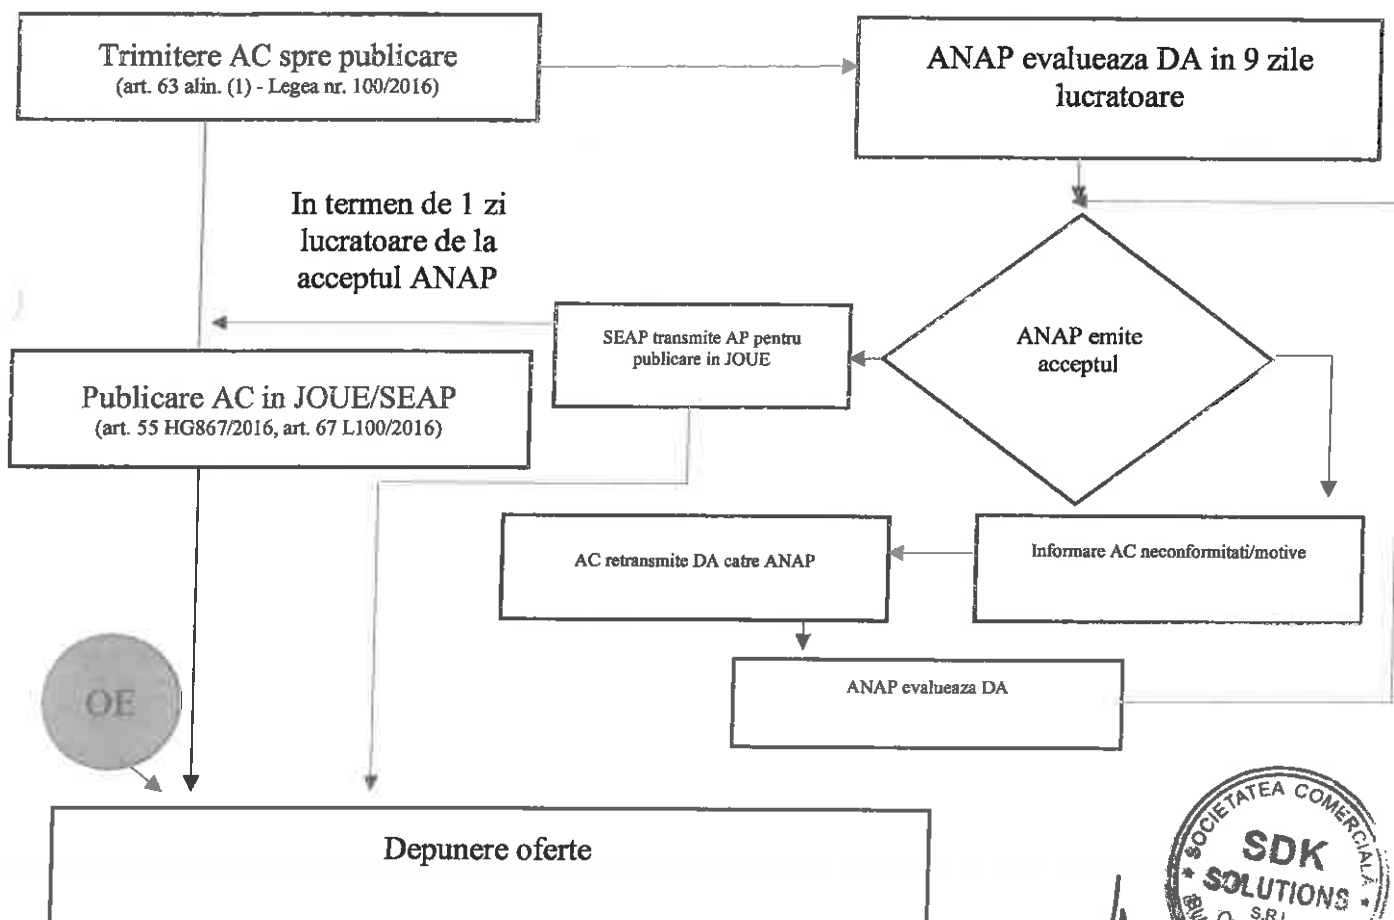 Trimitere AC spre publicare
(art. 63 alin. (1) - Legea nr. 100/2016)
ANAP evalueaza DA in 9 zile
lucratoare
In termen de 1 zi
lucratoare de la
acceptul ANAP
SEAP transmite AP pentru
publicare in JOUE
ANAP emite
acceptul
Publicare AC in JOUE/SEAP
(art. 55 HG867/2016, art. 67 L100/2016)
AC retransmite DA catre ANAP
Informare AC neconformitati/motive
ANAP evalueaza DA
OE
Depunere oferte
SOCIETATEA COMERCIALĂ
SDK
SOLUTIONS
S.R.L.